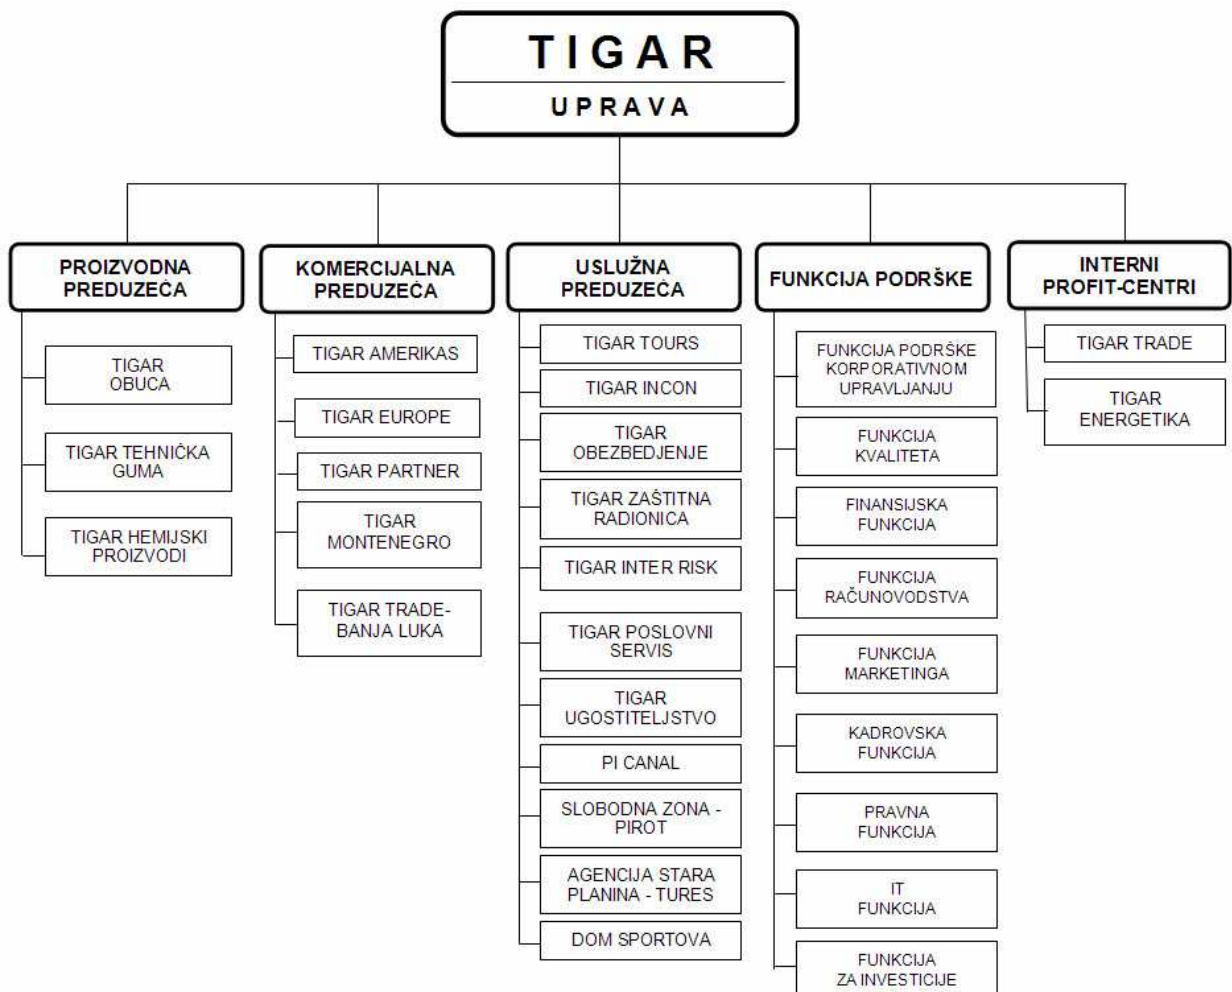 TIGAR
UPRAVA
PROIZVODNA
PREDUZEĆA
TIGAR
OBUCA
TIGAR TEHNIČKA
GUMA
TIGAR HEMIJSKI
PROIZVODI
KOMERCIJALNA
PREDUZEĆA
TIGAR AMERIKAS
TIGAR EUROPE
TIGAR PARTNER
TIGAR
MONTENEGRO
TIGAR TRADE-
BANJA LUKA
USLUŽNA
PREDUZEĆA
TIGAR TOURS
TIGAR INCON
TIGAR
OBEZBEDJENJE
TIGAR ZAŠTITNA
RADIONICA
TIGAR INTER RISK
TIGAR POSLOVNI
SERVIS
TIGAR
UGOSTITELJSTVO
PI CANAL
SLOBODNA ZONA -
PIROT
AGENCIJA STARA
PLANINA - TURES
DOM SPORTOVA
FUNKCIJA PODRŠKE
FUNKCIJA PODRŠKE
KORPORATIVNOM
UPRAVLJANJU
FUNKCIJA
KVALITETA
FINANSIJSKA
FUNKCIJA
FUNKCIJA
RAČUNOVODSTVA
FUNKCIJA
MARKETINGA
KADROVSKA
FUNKCIJA
PRAVNA
FUNKCIJA
IT
FUNKCIJA
FUNKCIJA
ZA INVESTICIJE
INTERNI
PROFIT-CENTRI
TIGAR TRADE
TIGAR
ENERGETIKA